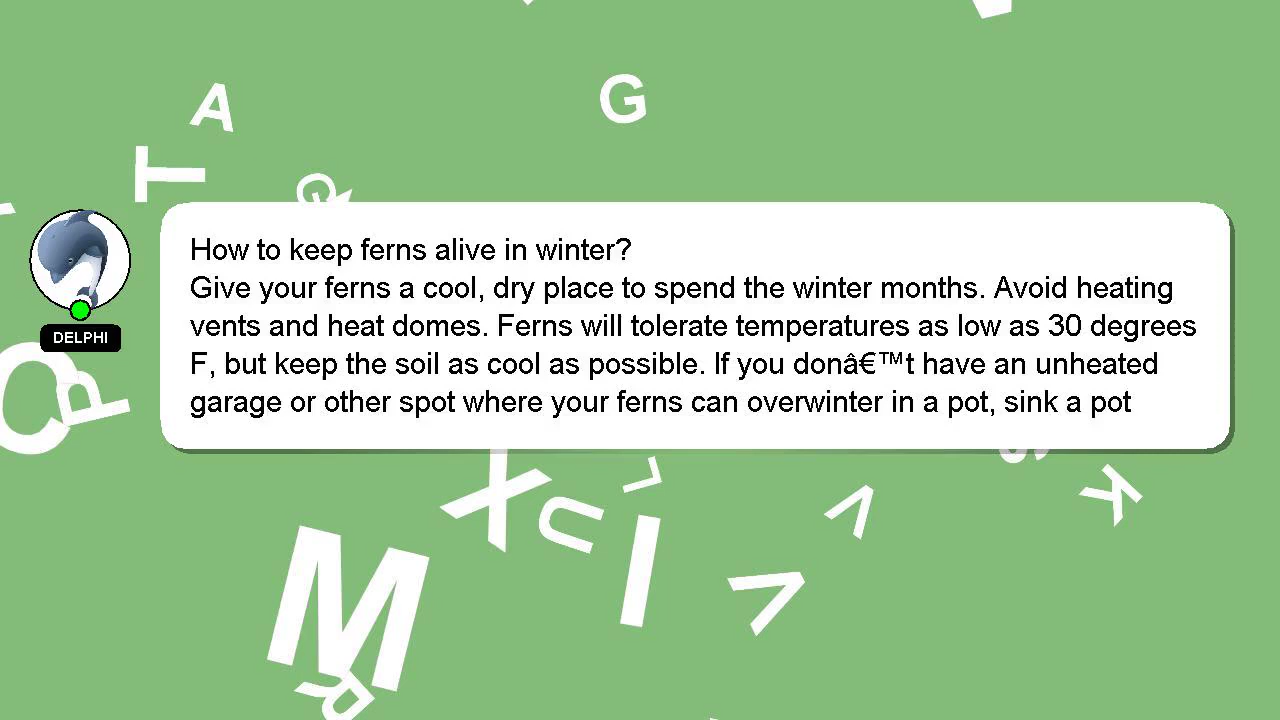 A
G
T
G
How to keep ferns alive in winter?
Give your ferns a cool, dry place to spend the winter months. Avoid heating
vents and heat domes. Ferns will tolerate temperatures as low as 30 degrees
F, but keep the soil as cool as possible. If you donâ€™t have an unheated
garage or other spot where your ferns can overwinter in a pot, sink a pot
DELPHI
C
P
X
U
L
I
V
S
K
V
M
R